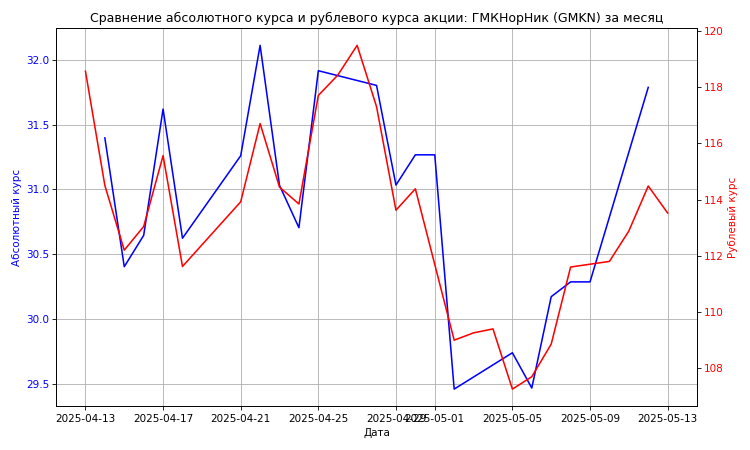 Сравнение абсолютного курса и рублевого курса акции: ГМКНорНик (GMKN) за месяц
120
32.0
118
31.5
116
31.0
114
30.5
112
30.0
110
29.5
108
Абсолютный курс
Рублевый курс
2025-04-13 2025-04-17 2025-04-21 2025-04-25 2025-04-29 2025-05-01 2025-05-05 2025-05-09 2025-05-13
Дата